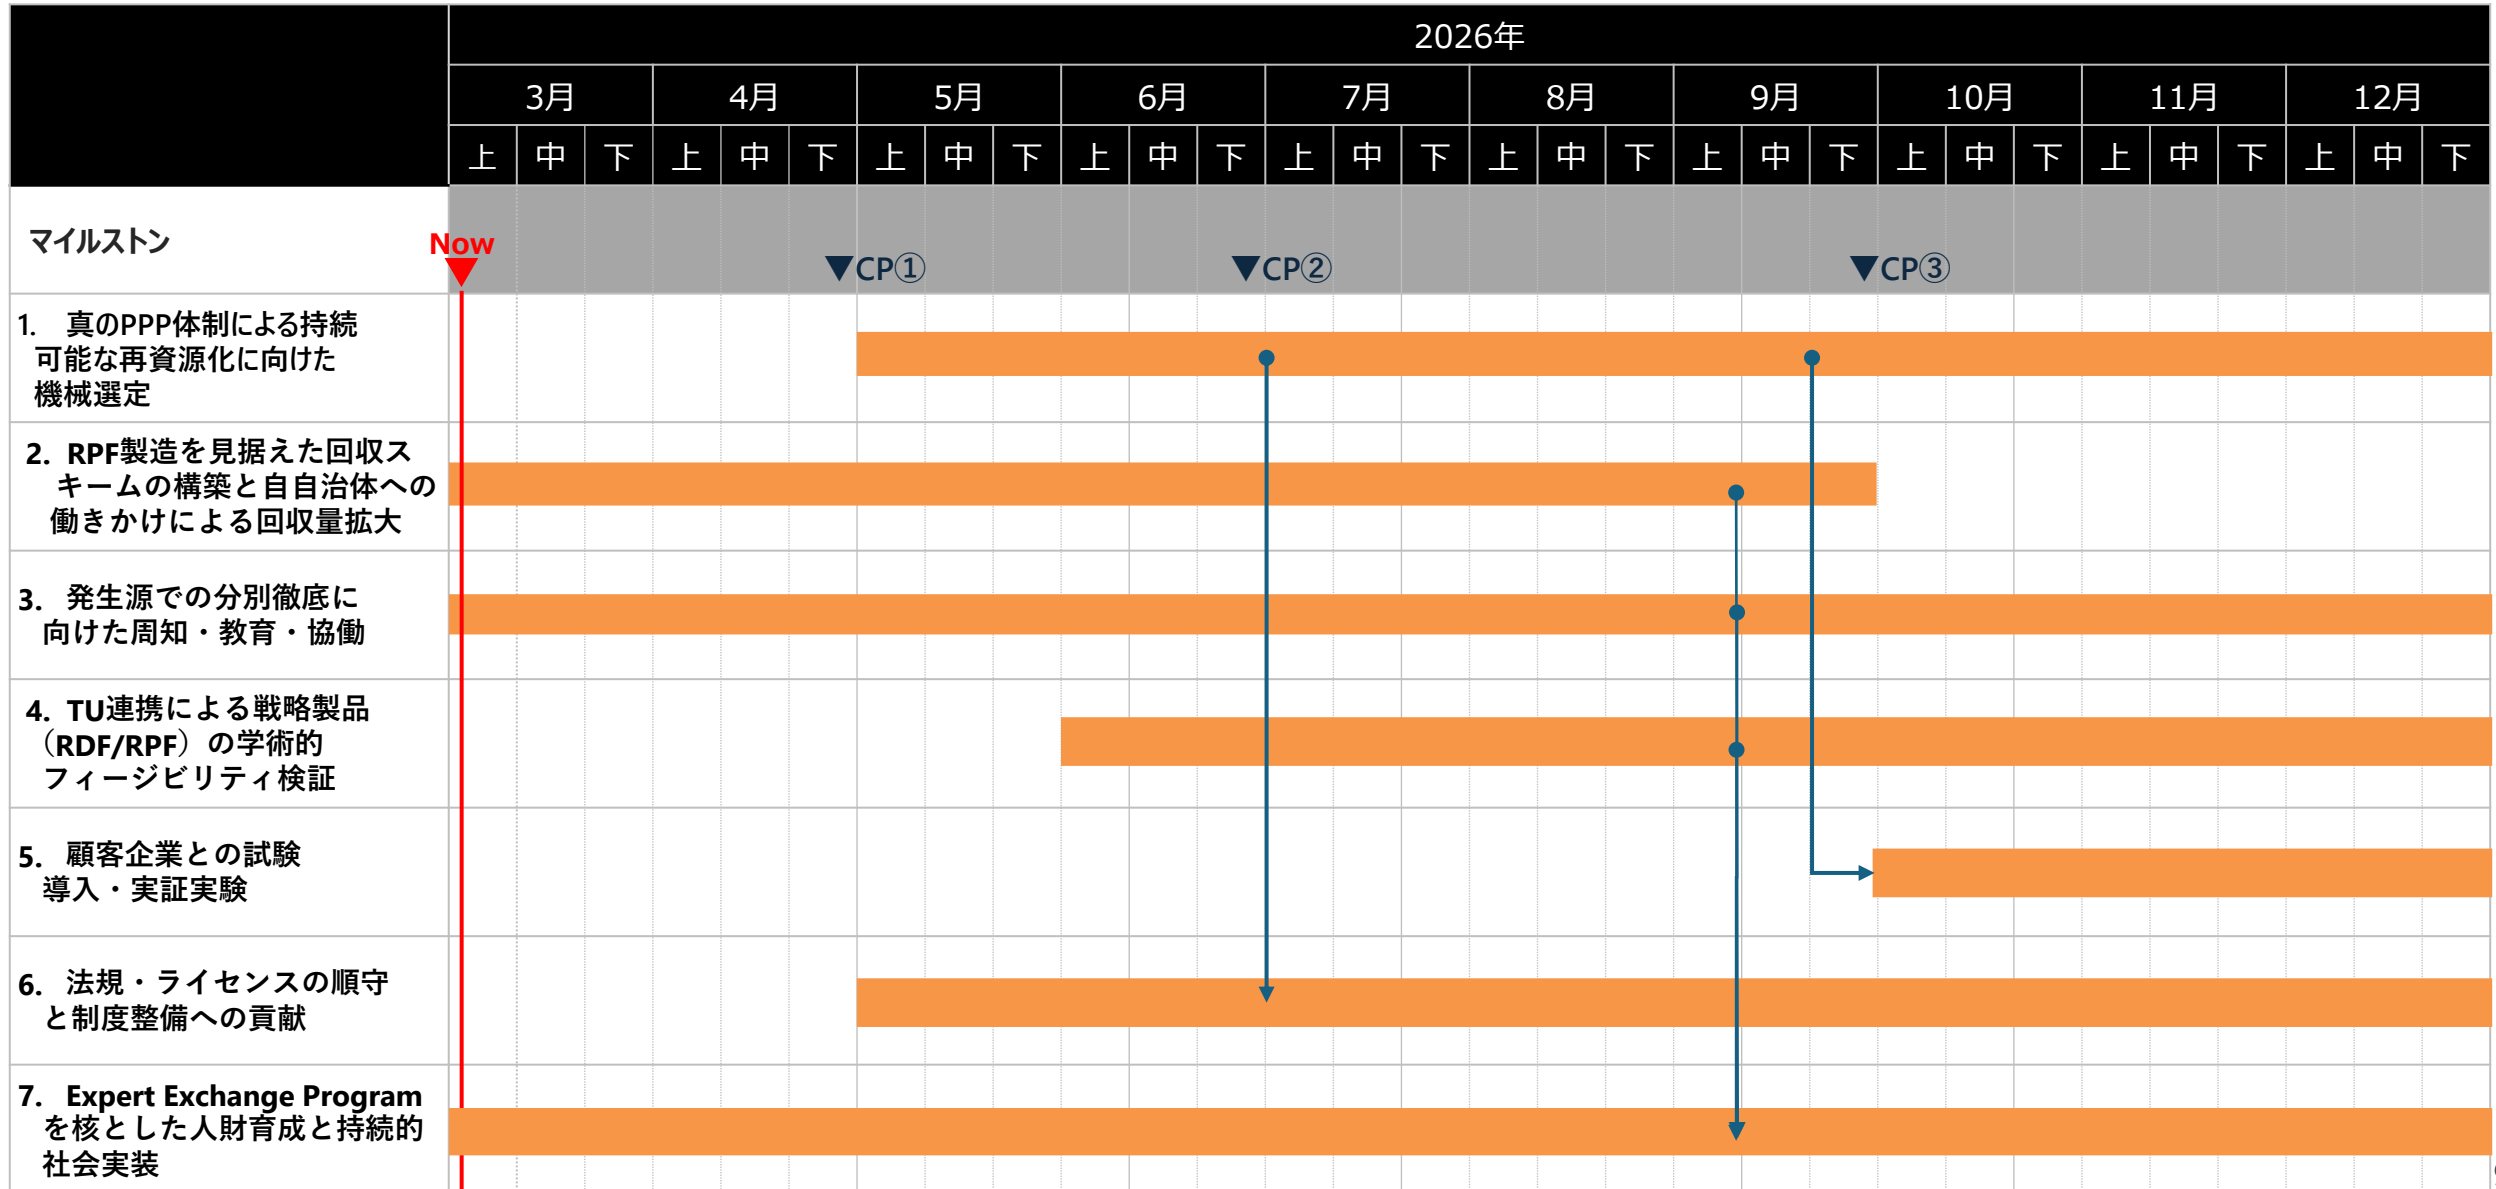 2026年
3月 4月 5月 6月 7月 8月 9月 10月 11月 12月
上 中 下 上 中 下 上 中 下 上 中 下 上 中 下 上 中 下 上 中 下 上 中 下 上 中 下 上 中 下
マイルストン
Now
▼CP①
▼CP②
▼CP③
1. 真のPPP体制による持続
可能な再資源化に向けた
機械選定
2. RPF製造を見据えた回収ス
キームの構築と自自治体への
働きかけによる回収量拡大
3. 発生源での分別徹底に
向けた周知・教育・協働
4. TU連携による戦略製品
（RDF/RPF）の学術的
フィージビリティ検証
5. 顧客企業との試験
導入・実証実験
6. 法規・ライセンスの順守
と制度整備への貢献
7. Expert Exchange Program
を核とした人財育成と持続的
社会実装